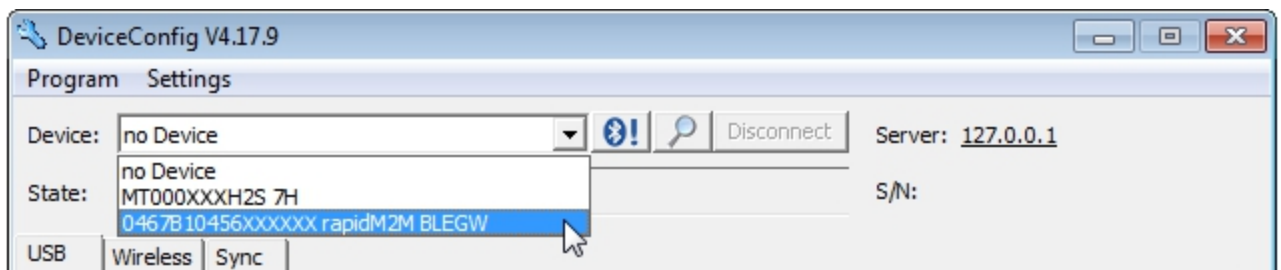 DeviceConfig V4.17.9
Program Settings
Device: no Device Disconnect Server: 127.0.0.1
no Device
State: MT000XXXH2S 7H S/N:
0467B10456XXXXXX rapidM2M BLEGW
USB Wireless Sync